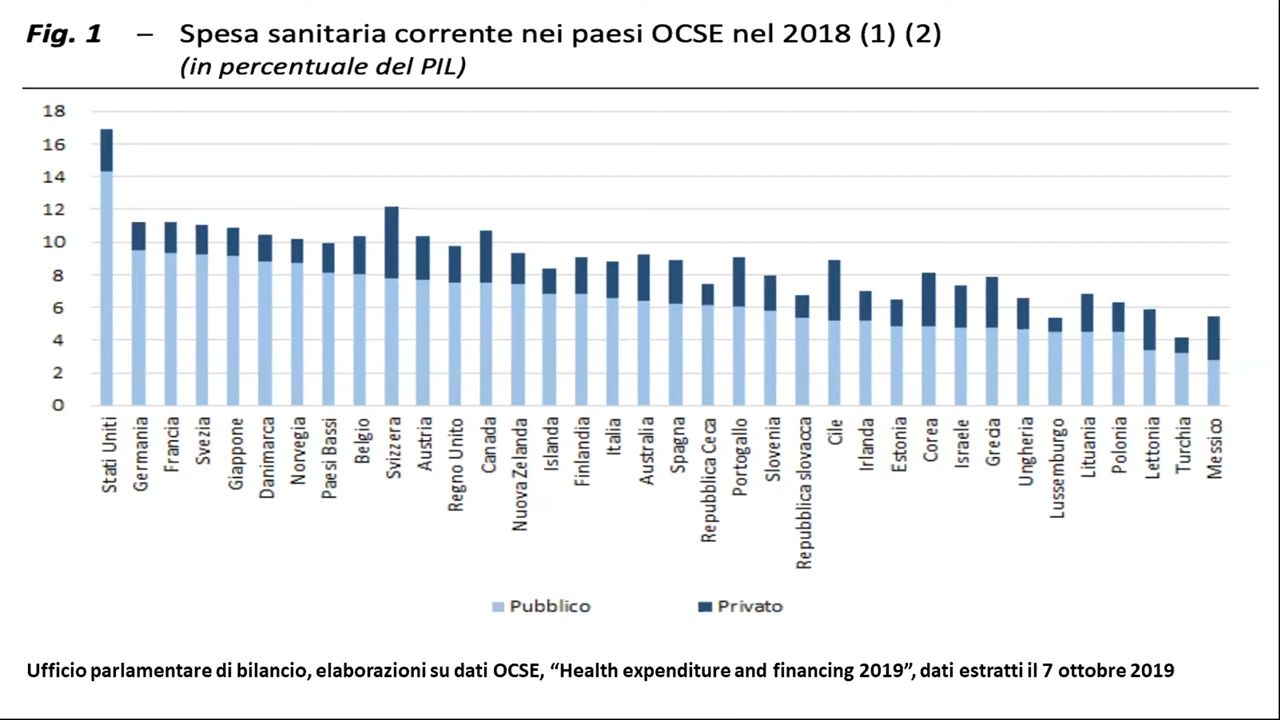 Fig. 1 – Spesa sanitaria corrente nei paesi OCSE nel 2018 (1) (2)
(in percentuale del PIL)
18
16
14
12
10
8
6
4
2
0
Stati Uniti
Germania
Francia
Svezia
Giappone
Danimarca
Norvegia
Paesi Bassi
Belgio
Svizzera
Austria
Regno Unito
Canada
Nuova Zelanda
Islanda
Finlandia
Italia
Australia
Spagna
Repubblica Ceca
Portogallo
Slovenia
Repubblica slovacca
Cile
Irlanda
Estonia
Corea
Israele
Grecia
Ungheria
Lussemburgo
Lituania
Polonia
Lettonia
Turchia
Messico
Pubblico Privato
Ufficio parlamentare di bilancio, elaborazioni su dati OCSE, “Health expenditure and financing 2019”, dati estratti il 7 ottobre 2019